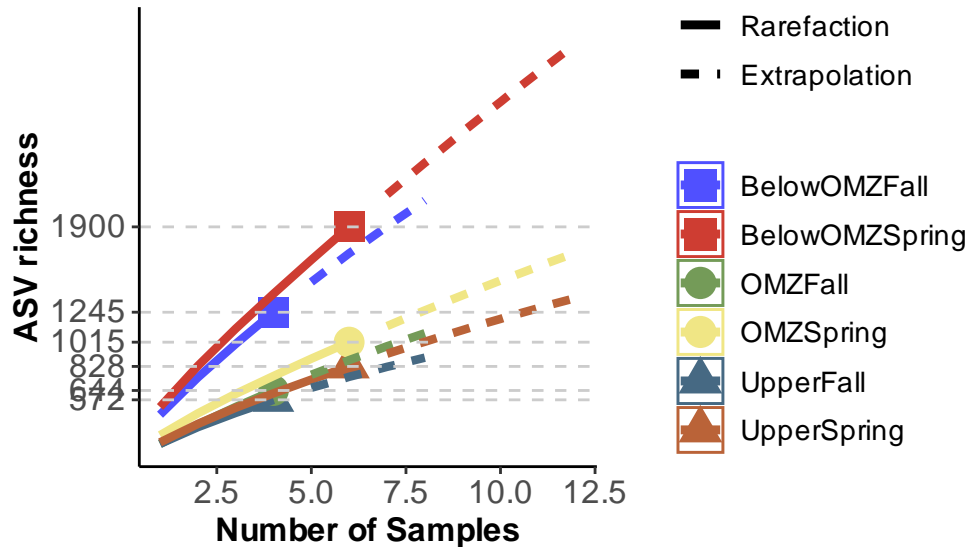 Rarefaction
Extrapolation
BelowOMZFall
BelowOMZSpring
OMZFall
OMZSpring
UpperFall
UpperSpring
ASV richness
1900
1245
1015
828
644
572
2.5 5.0 7.5 10.0 12.5
Number of Samples